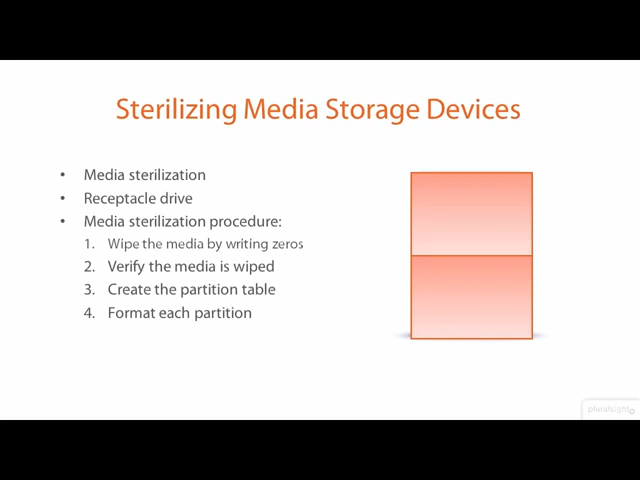 Sterilizing Media Storage Devices
• Media sterilization
• Receptacle drive
• Media sterilization procedure:
1. Wipe the media by writing zeros
2. Verify the media is wiped
3. Create the partition table
4. Format each partition
pluralsight